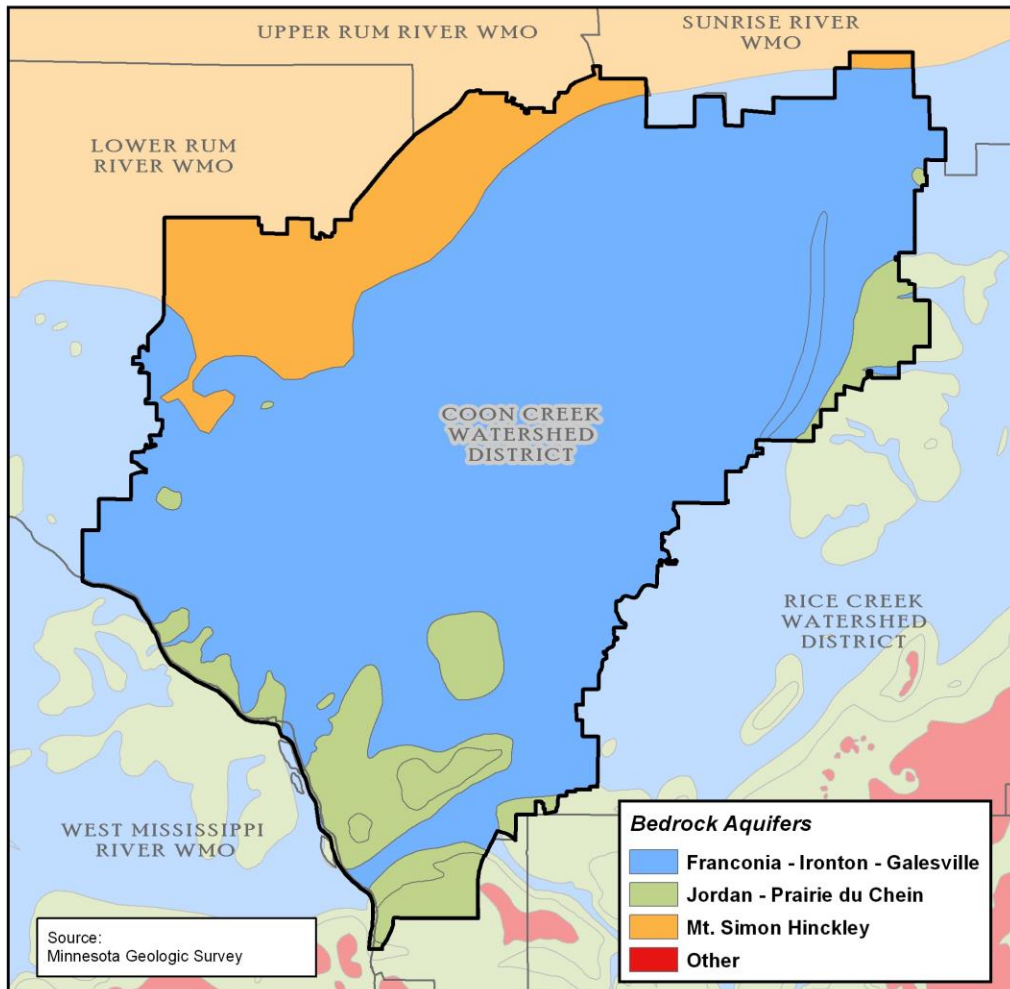 UPPER RUM RIVER WMO
SUNRISE RIVER
WMO
LOWER RUM
RIVER WMO
COON CREEK
WATERSHED
DISTRICT
RICE CREEK
WATERSHED
DISTRICT
WEST MISSISSIPPI
RIVER WMO
Bedrock Aquifers
Franconia - Ironton - Galesville
Jordan - Prairie du Chein
Mt. Simon Hinckley
Other
Source:
Minnesota Geologic Survey